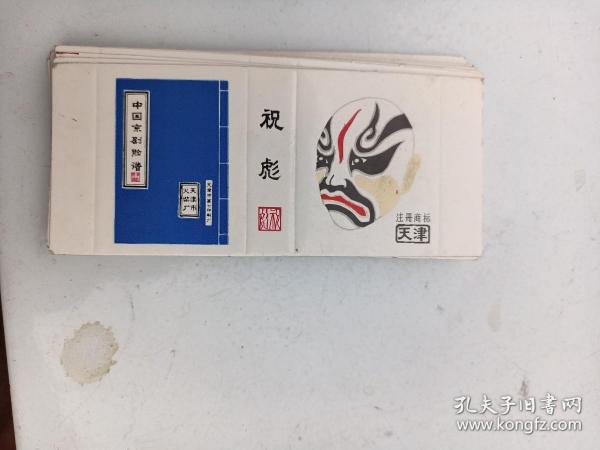 中国京剧脸谱
天津市
火柴厂
祝彪
注册商标
天津
孔夫子旧书网
www.kongfz.com